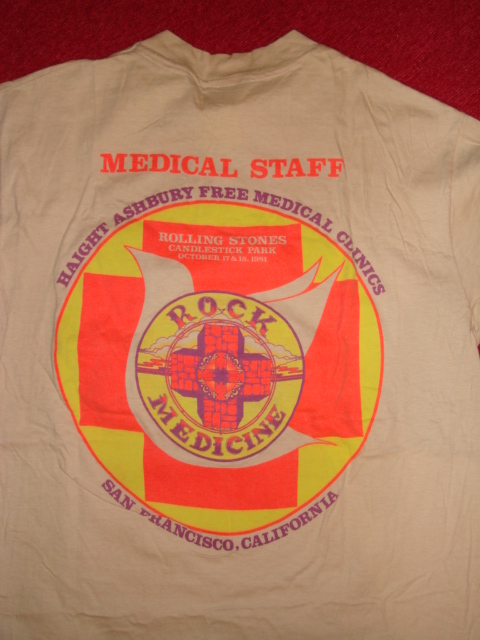 MEDICAL STAFF
HAIGHT ASHBURY FREE MEDICAL CLINICS
ROLLING STONES
CANDLESTICK PARK
OCTOBER 17 & 18, 1981
ROCK
MEDICINE
SAN FRANCISCO, CALIFORNIA